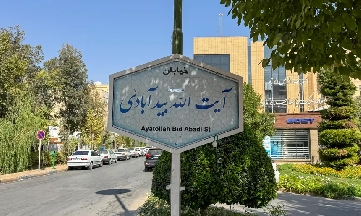 خیابان
آیت الله بیدآبادی
Ayatollah Bid Abadi St